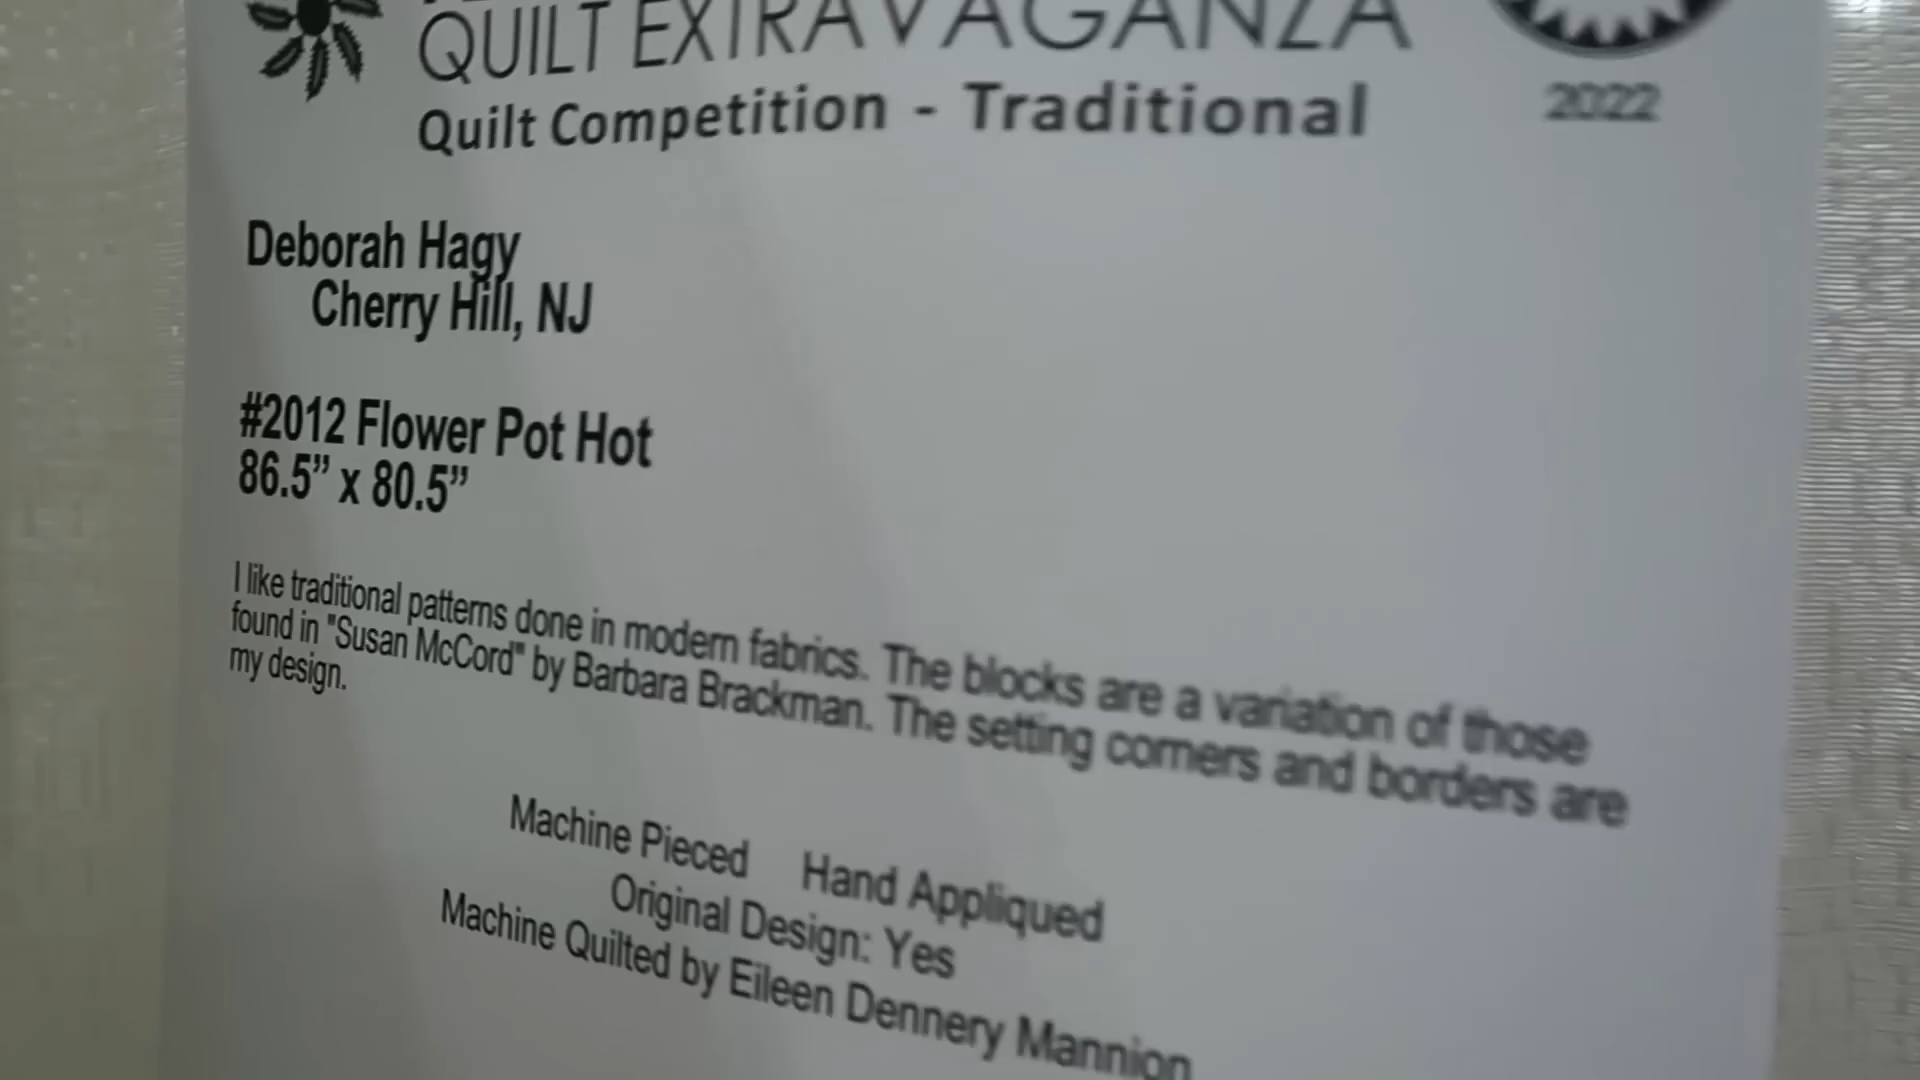 QUILT EXTRAVAGANZA
Quilt Competition - Traditional
2022
Deborah Hagy
Cherry Hill, NJ
#2012 Flower Pot Hot
86.5” x 80.5”
I like traditional patterns done in modern fabrics. The blocks are a variation of those
found in "Susan McCord" by Barbara Brackman. The setting corners and borders are
my design.
Machine Pieced Hand Appliqued
Original Design: Yes
Machine Quilted by Eileen Dennery Mannion